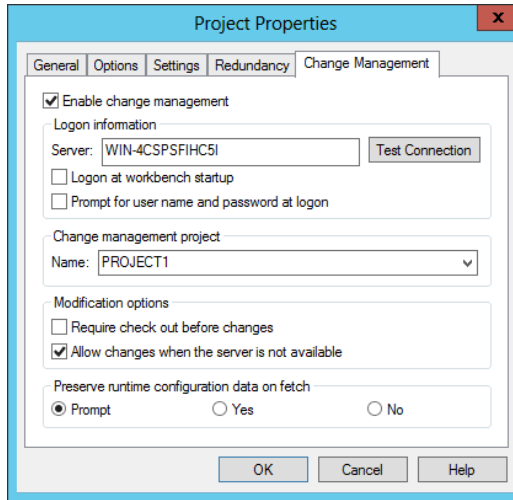 Project Properties
x
General Options Settings Redundancy Change Management
Enable change management
Logon information
Server: WIN-4CSPSFIHC5I Test Connection
Logon at workbench startup
Prompt for user name and password at logon
Change management project
Name: PROJECT1
Modification options
Require check out before changes
Allow changes when the server is not available
Preserve runtime configuration data on fetch
Prompt Yes No
OK Cancel Help